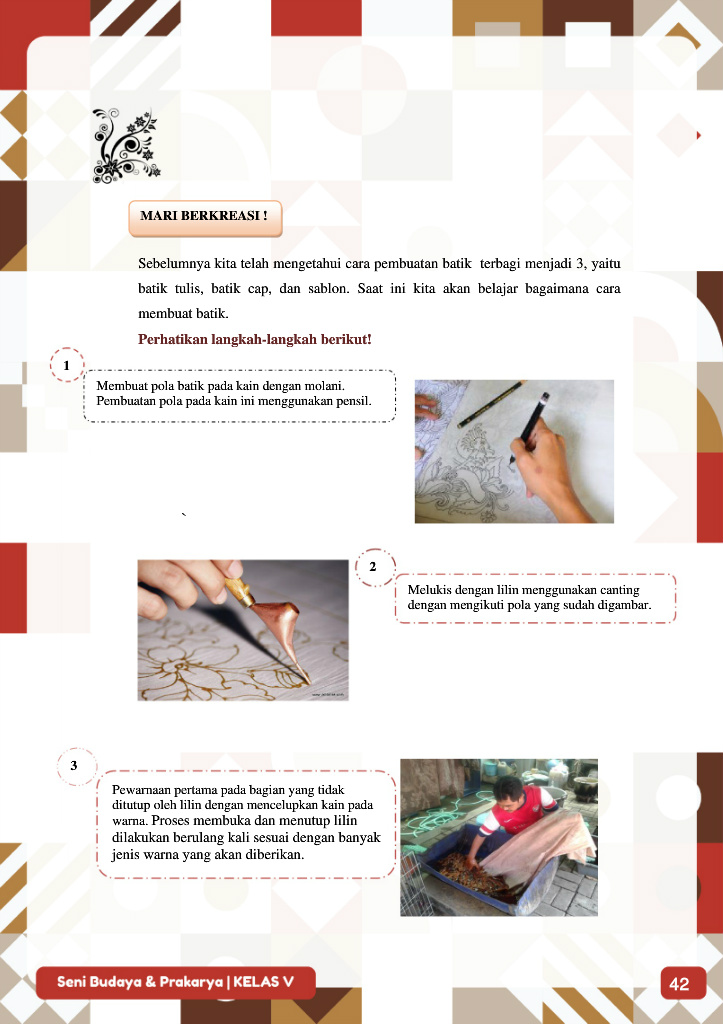 MARI BERKREASI !
Sebelumnya kita telah mengetahui cara pembuatan batik terbagi menjadi 3, yaitu
batik tulis, batik cap, dan sablon. Saat ini kita akan belajar bagaimana cara
membuat batik.
Perhatikan langkah-langkah berikut!
1
Membuat pola batik pada kain dengan molani.
Pembuatan pola pada kain ini menggunakan pensil.
`
2
Melukis dengan lilin menggunakan canting
dengan mengikuti pola yang sudah digambar.
3
Pewarnaan pertama pada bagian yang tidak
ditutup oleh lilin dengan mencelupkan kain pada
warna. Proses membuka dan menutup lilin
dilakukan berulang kali sesuai dengan banyak
jenis warna yang akan diberikan.
Seni Budaya & Prakarya | KELAS V
42